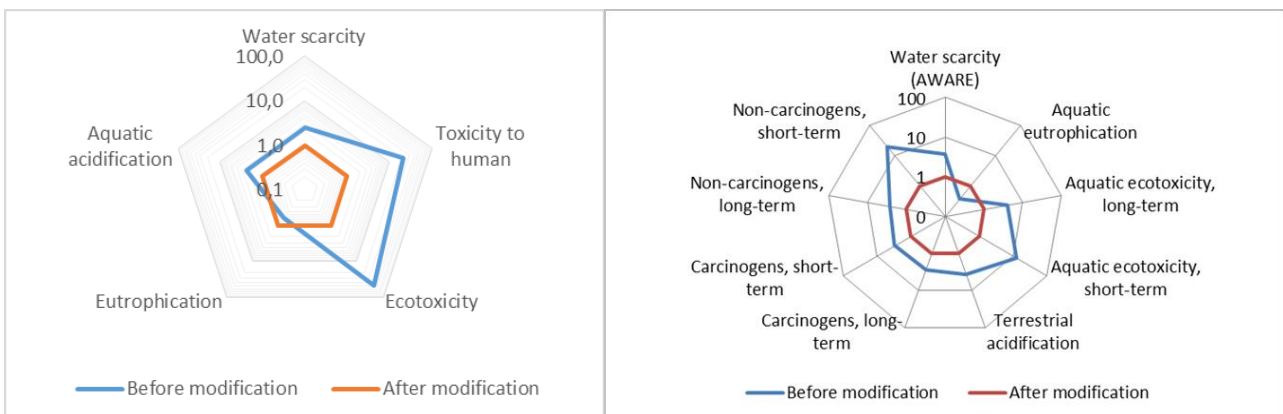 Water scarcity
100,0
10,0
1,0
0,1
Toxicity to
human
Ecotoxicity
Eutrophication
Aquatic
acidification
Before modification
After modification
Water scarcity
(AWARE)
100
10
1
0
Aquatic
eutrophication
Aquatic ecotoxicity,
long-term
Aquatic ecotoxicity,
short-term
Terrestrial
acidification
Carcinogens, long-
term
Carcinogens, short-
term
Non-carcinogens,
long-term
Non-carcinogens,
short-term
Before modification
After modification